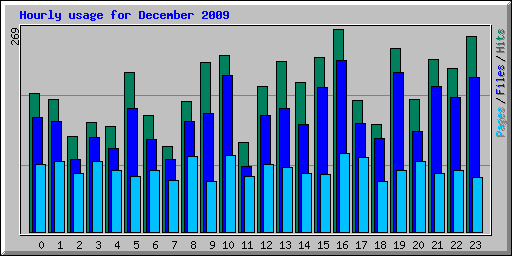 Hourly usage for December 2009
269
Pages / Files / Hits
0 1 2 3 4 5 6 7 8 9 10 11 12 13 14 15 16 17 18 19 20 21 22 23